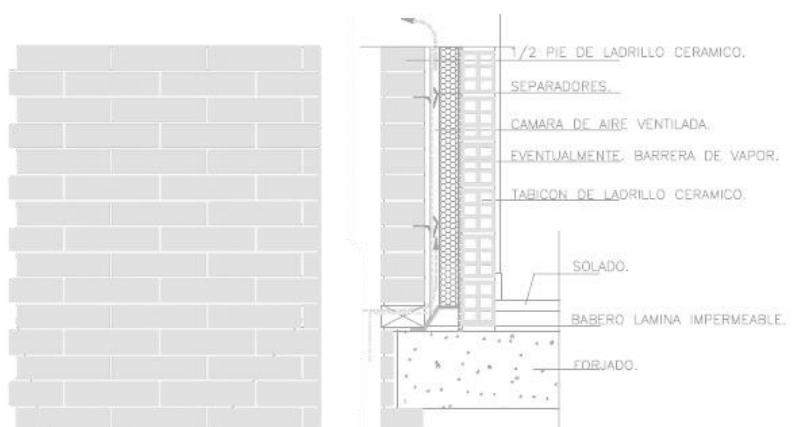 1/2 PIE DE LADRILLO CERAMICO.
SEPARADORES.
CAMARA DE AIRE VENTILADA.
EVENTUALMENTE. BARRERA DE VAPOR.
TABICON DE LADRILLO CERAMICO.
SOLADO.
BABERO LAMINA IMPERMEABLE.
FORJADO.